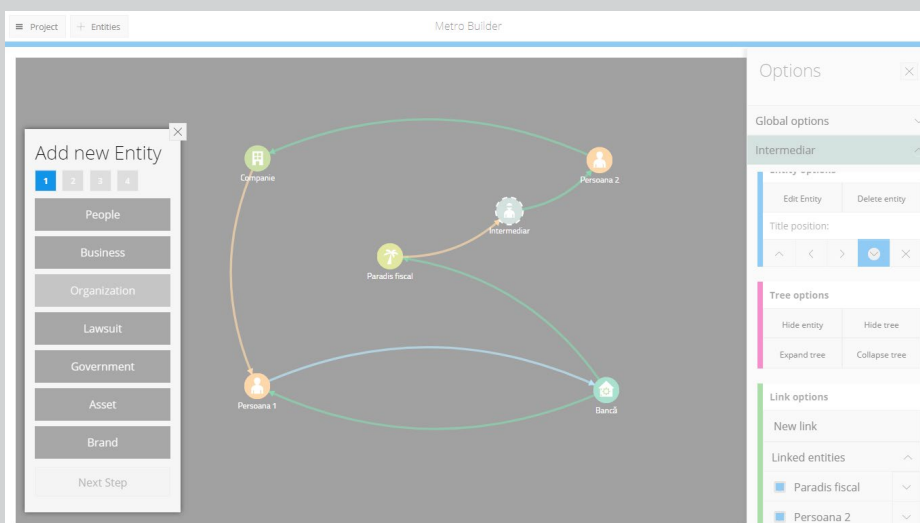 Project
Entities
Metro Builder
Add new Entity
1 2 3 4
People
Business
Organization
Lawsuit
Government
Asset
Brand
Next Step
Companie
Persoana 2
Intermediar
Paradis fiscal
Persoana 1
Bancă
Options
Global options
Intermediar
Entity options
Edit Entity
Delete entity
Title position:
Tree options
Hide entity
Hide tree
Expand tree
Collapse tree
Link options
New link
Linked entities
Paradis fiscal
Persoana 2